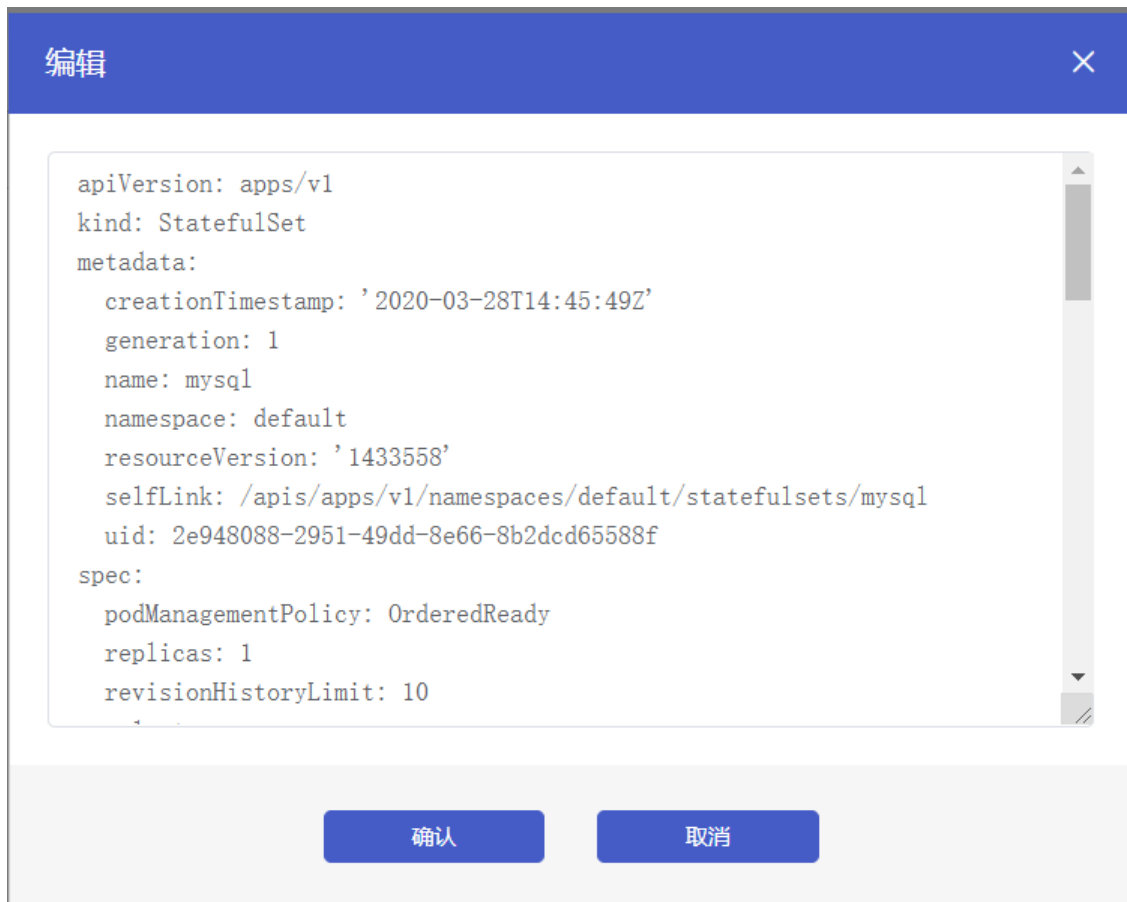 编辑
apiVersion: apps/v1
kind: StatefulSet
metadata:
  creationTimestamp: '2020-03-28T14:45:49Z'
  generation: 1
  name: mysql
  namespace: default
  resourceVersion: '1433558'
  selfLink: /apis/apps/v1/namespaces/default/statefulsets/mysql
  uid: 2e948088-2951-49dd-8e66-8b2dcd65588f
spec:
  podManagementPolicy: OrderedReady
  replicas: 1
  revisionHistoryLimit: 10
确认
取消